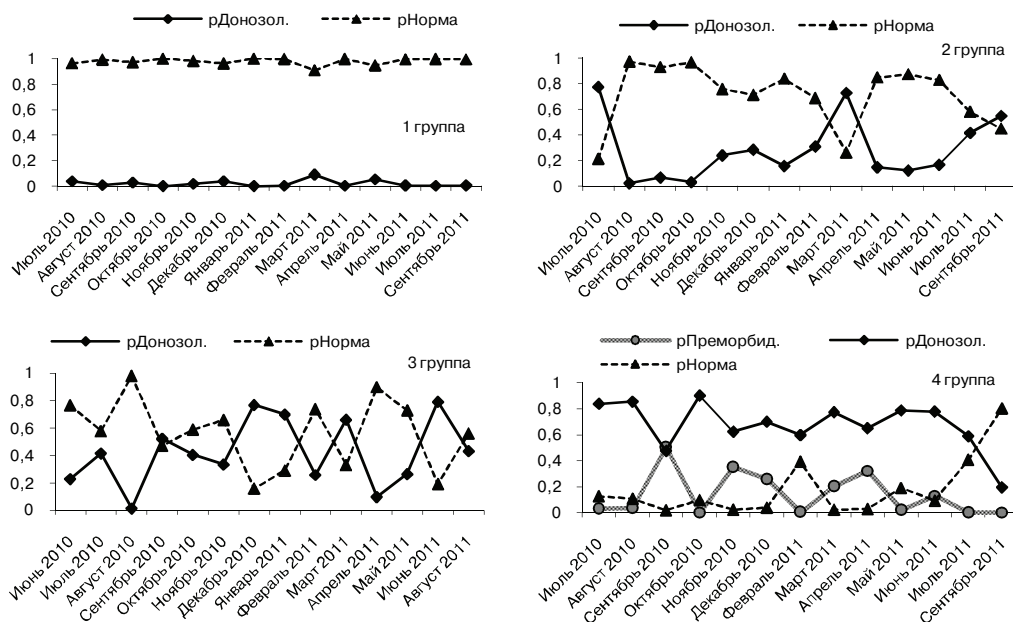 рДонозол. рНорма
1
0,8
0,6
0,4
0,2
0
1 группа
Июль 2010
Август 2010
Сентябрь 2010
Октябрь 2010
Ноябрь 2010
Декабрь 2010
Январь 2011
Февраль 2011
Март 2011
Апрель 2011
Май 2011
Июнь 2011
Июль 2011
Сентябрь 2011
рДонозол. рНорма
2 группа
1
0,8
0,6
0,4
0,2
0
Июль 2010
Август 2010
Сентябрь 2010
Октябрь 2010
Ноябрь 2010
Декабрь 2010
Январь 2011
Февраль 2011
Март 2011
Апрель 2011
Май 2011
Июнь 2011
Июль 2011
Сентябрь 2011
рДонозол. рНорма
3 группа
1
0,8
0,6
0,4
0,2
0
Июнь 2010
Июль 2010
Август 2010
Сентябрь 2010
Октябрь 2010
Ноябрь 2010
Декабрь 2010
Январь 2011
Февраль 2011
Март 2011
Апрель 2011
Май 2011
Июнь 2011
Август 2011
рПреморбид. рДонозол.
рНорма
4 группа
1
0,8
0,6
0,4
0,2
0
Июль 2010
Август 2010
Сентябрь 2010
Октябрь 2010
Ноябрь 2010
Декабрь 2010
Февраль 2011
Март 2011
Апрель 2011
Май 2011
Июнь 2011
Июль 2011
Сентябрь 2011